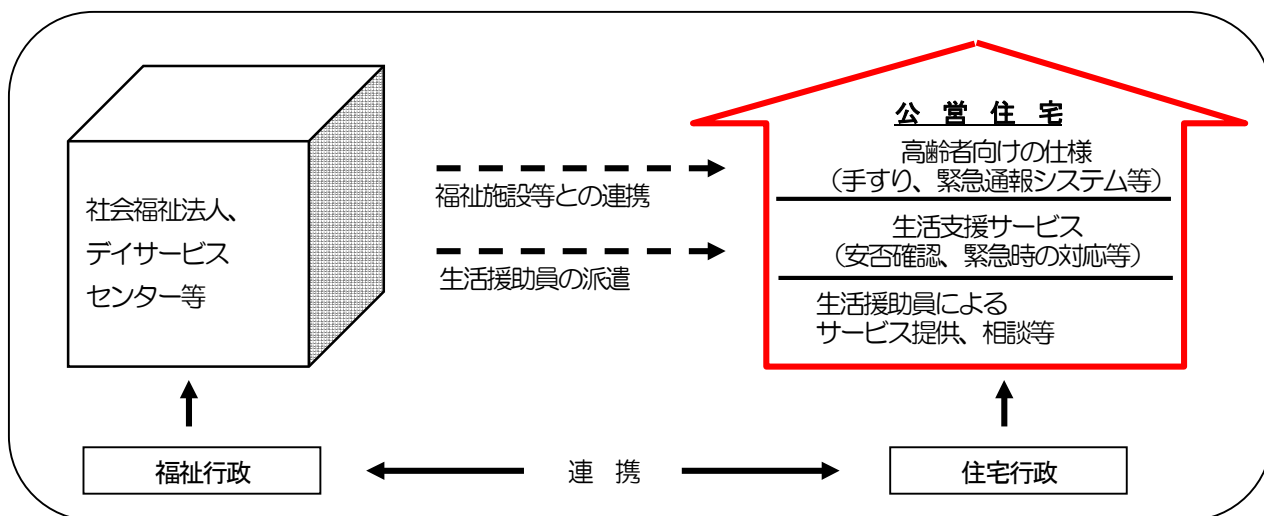 公 営 住 宅
高齢者向けの仕様
（手すり、緊急通報システム等）
生活支援サービス
（安否確認、緊急時の対応等）
生活援助員による
サービス提供、相談等
社会福祉法人、
デイサービス
センター等
福祉施設等との連携
生活援助員の派遣
福祉行政
連 携
住宅行政